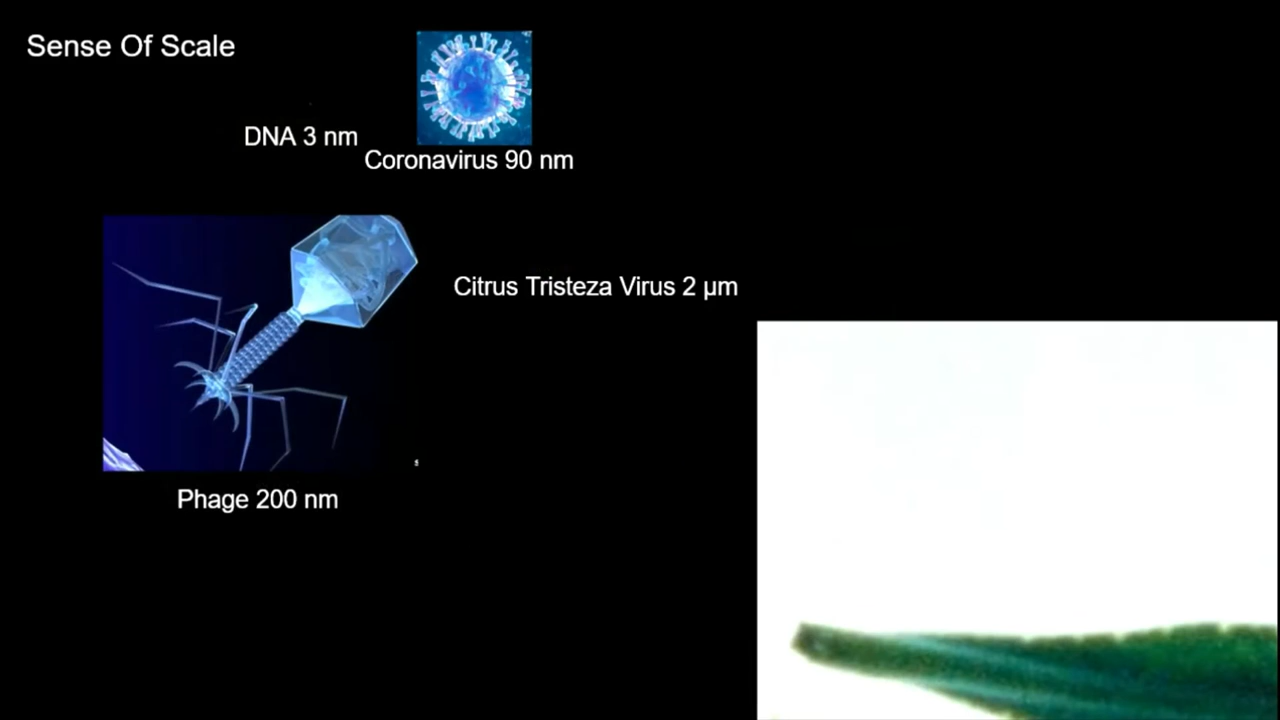 Sense Of Scale
DNA 3 nm
Coronavirus 90 nm
Citrus Tristeza Virus 2 µm
Phage 200 nm